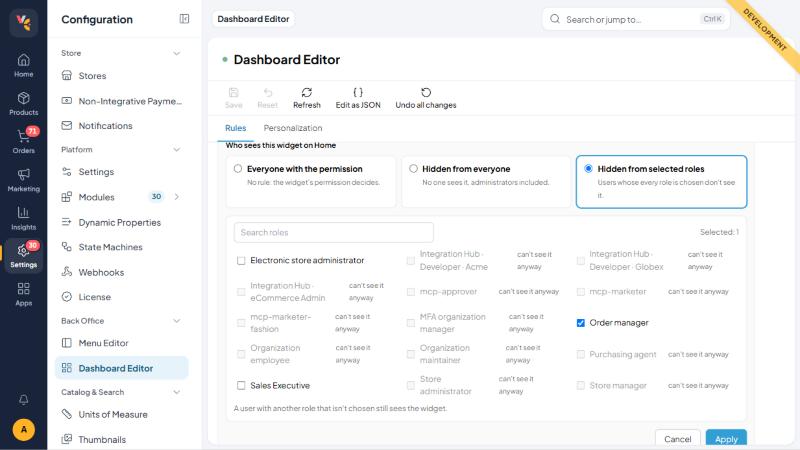 Configuration
Dashboard Editor
Search or jump to...
Ctrl K
DEVELOPMENT
Home
Products
71
Orders
Marketing
Insights
30
Settings
Apps
A
Store
Stores
Non-Integrative Payme...
Notifications
Platform
Settings
Modules
30
Dynamic Properties
State Machines
Webhooks
License
Back Office
Menu Editor
Dashboard Editor
Catalog & Search
Units of Measure
Thumbnails
Dashboard Editor
Save
Reset
Refresh
Edit as JSON
Undo all changes
Rules
Personalization
Who sees this widget on Home
Everyone with the permission
No rule: the widget's permission decides.
Hidden from everyone
No one sees it, administrators included.
Hidden from selected roles
Users whose every role is chosen don't see
it.
Search roles
Selected: 1
Electronic store administrator
Integration Hub ·
Developer · Acme
can't see it
anyway
Integration Hub ·
Developer · Globex
can't see it
anyway
Integration Hub ·
eCommerce Admin
can't see it
anyway
mcp-approver
can't see it anyway
mcp-marketer
can't see it anyway
mcp-marketer-
fashion
can't see it
anyway
MFA organization
manager
can't see it
anyway
Order manager
Organization
employee
can't see it
anyway
Organization
maintainer
can't see it
anyway
Purchasing agent
can't see it
anyway
Sales Executive
Store
administrator
can't see it
anyway
Store manager
can't see it anyway
A user with another role that isn't chosen still sees the widget.
Cancel
Apply